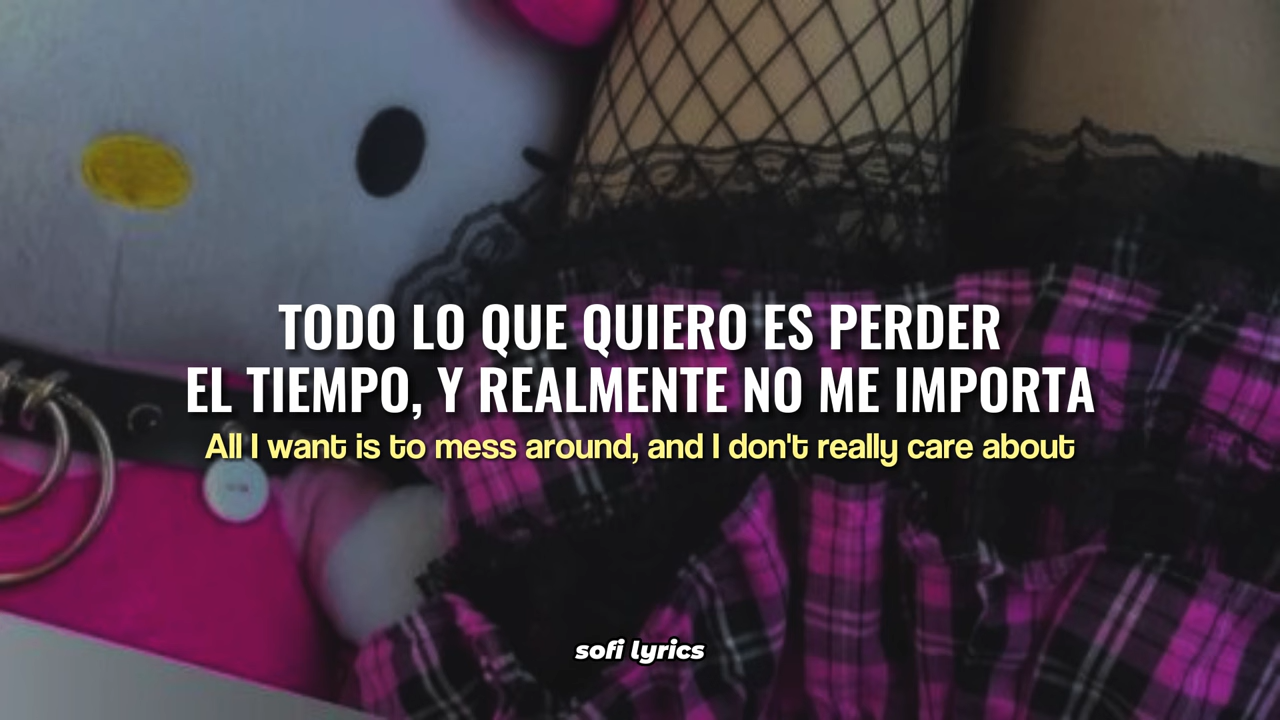 TODO LO QUE QUIERO ES PERDER
EL TIEMPO, Y REALMENTE NO ME IMPORTA
All I want is to mess around, and I don't really care about
sofi lyrics